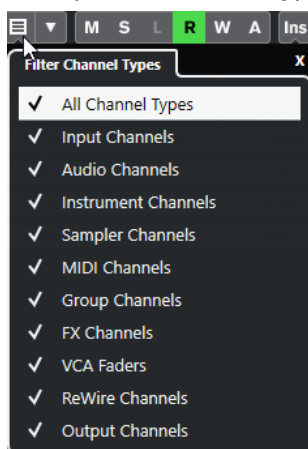 M S L R W A Ins
Filter Channel Types X
All Channel Types
Input Channels
Audio Channels
Instrument Channels
Sampler Channels
MIDI Channels
Group Channels
FX Channels
VCA Faders
ReWire Channels
Output Channels